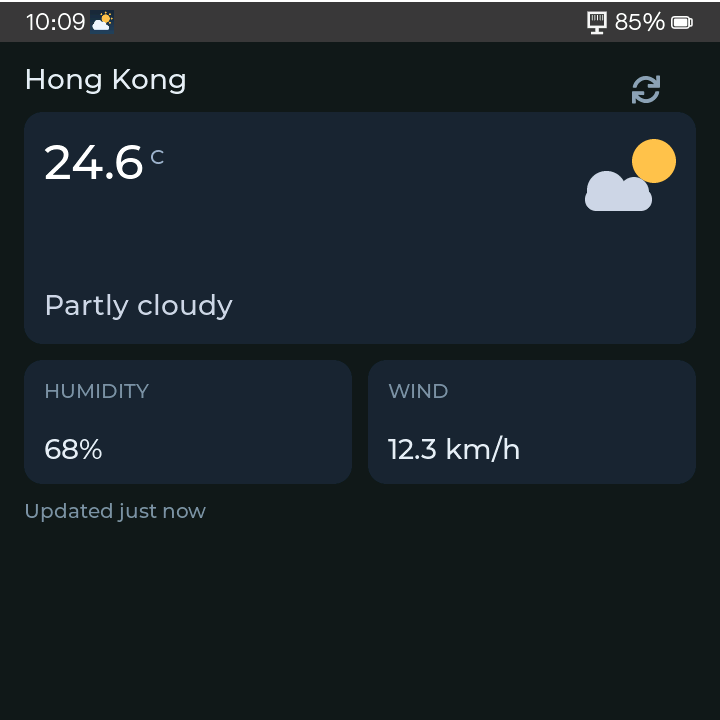 10:09 85%
Hong Kong
24.6 C
Partly cloudy
HUMIDITY WIND
68% 12.3 km/h
Updated just now